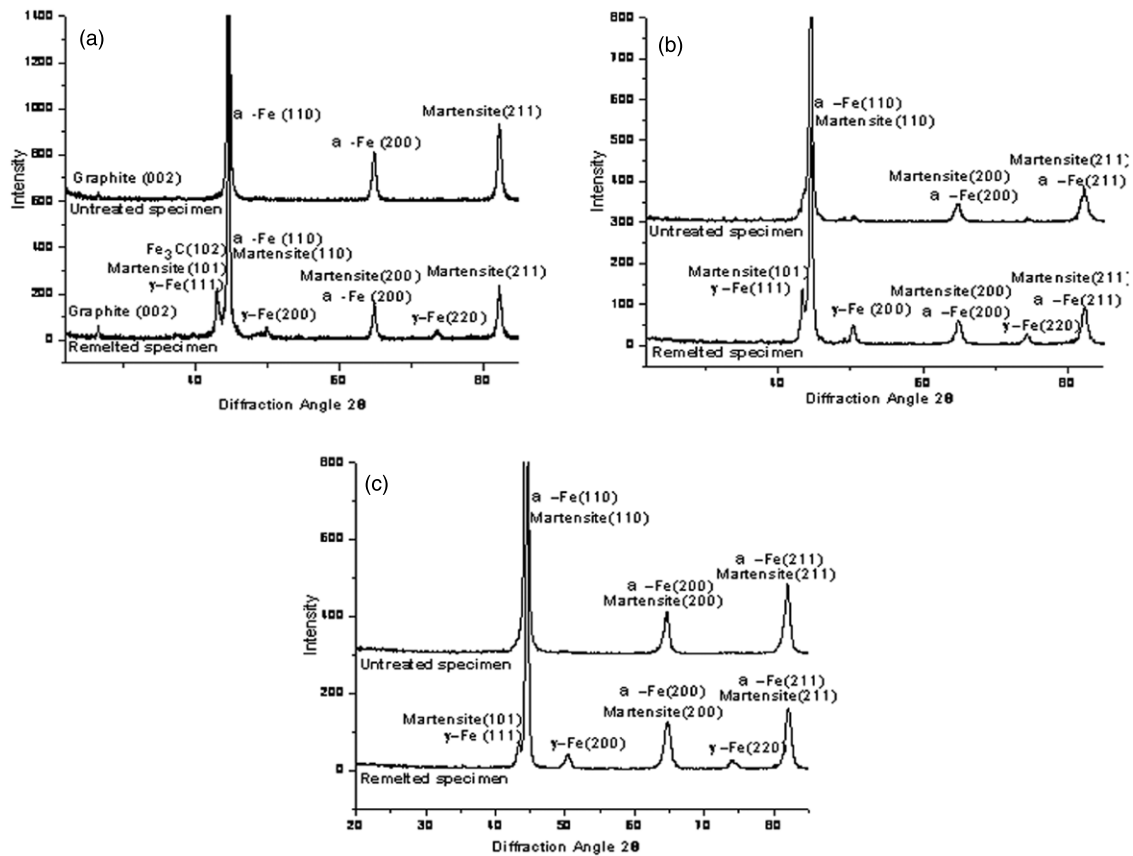 (a)
1400
1200
1000
800
600
400
200
0
Intensity
a -Fe (110)
a -Fe (200)
Martensite(211)
Graphite (002)
Untreated specimen
Fe3C(102)
Martensite(101)
γ-Fe(111)
a -Fe (110)
Martensite(110)
Martensite(200)
a -Fe (200)
Martensite(211)
Graphite (002)
γ-Fe(200)
γ-Fe(220)
Remelted specimen
40
60
80
Diffraction Angle 2θ
(b)
800
700
600
500
400
300
200
100
0
Intensity
a -Fe(110)
Martensite(110)
Martensite(200)
a -Fe(200)
Martensite(211)
a -Fe(211)
Untreated specimen
Martensite(101)
γ-Fe(111)
γ-Fe(200)
Martensite(200)
a -Fe(200)
Martensite(211)
a -Fe(211)
γ-Fe(220)
Remelted specimen
40
60
80
Diffraction Angle 2θ
(c)
800
600
400
200
0
Intensity
a -Fe(110)
Martensite(110)
a -Fe(200)
Martensite(200)
a -Fe(211)
Martensite(211)
Untreated specimen
Martensite(101)
γ-Fe (111)
γ-Fe(200)
a -Fe(200)
Martensite(200)
a -Fe(211)
Martensite(211)
γ-Fe(220)
Remelted specimen
20
30
40
50
60
70
80
Diffraction Angle 2θ